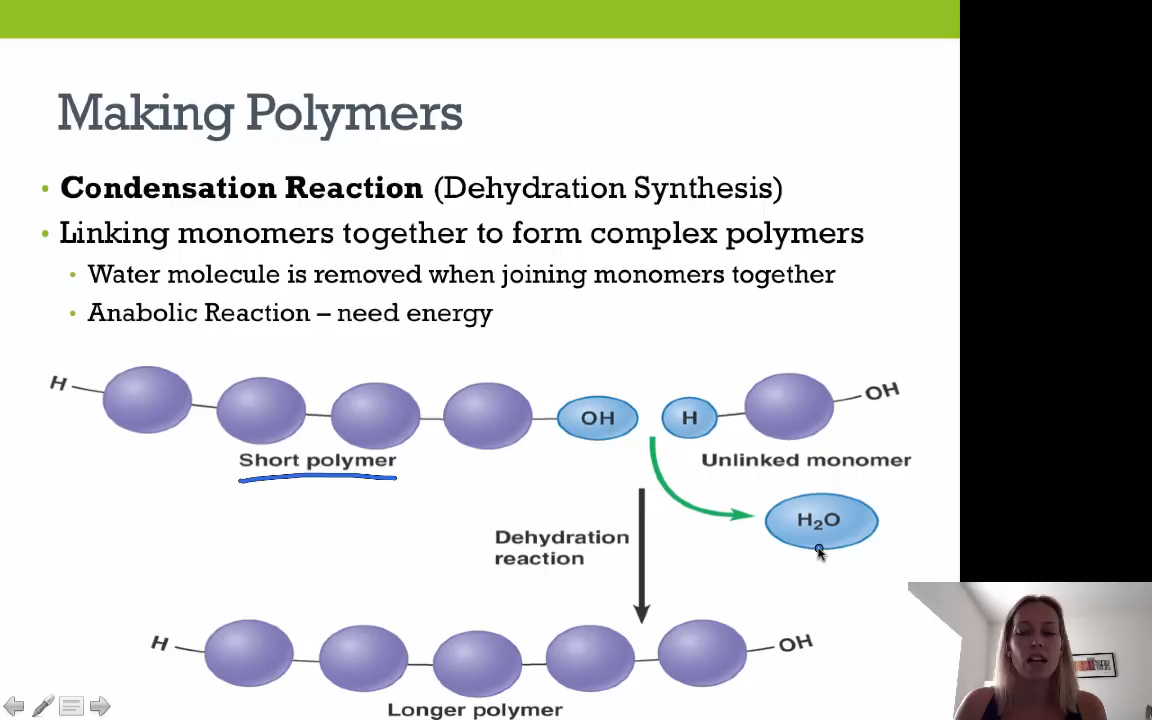 Making Polymers
• Condensation Reaction (Dehydration Synthesis)
• Linking monomers together to form complex polymers
• Water molecule is removed when joining monomers together
• Anabolic Reaction – need energy
H OH H OH
Short polymer Unlinked monomer
H₂O
Dehydration
reaction
H OH
Longer polymer